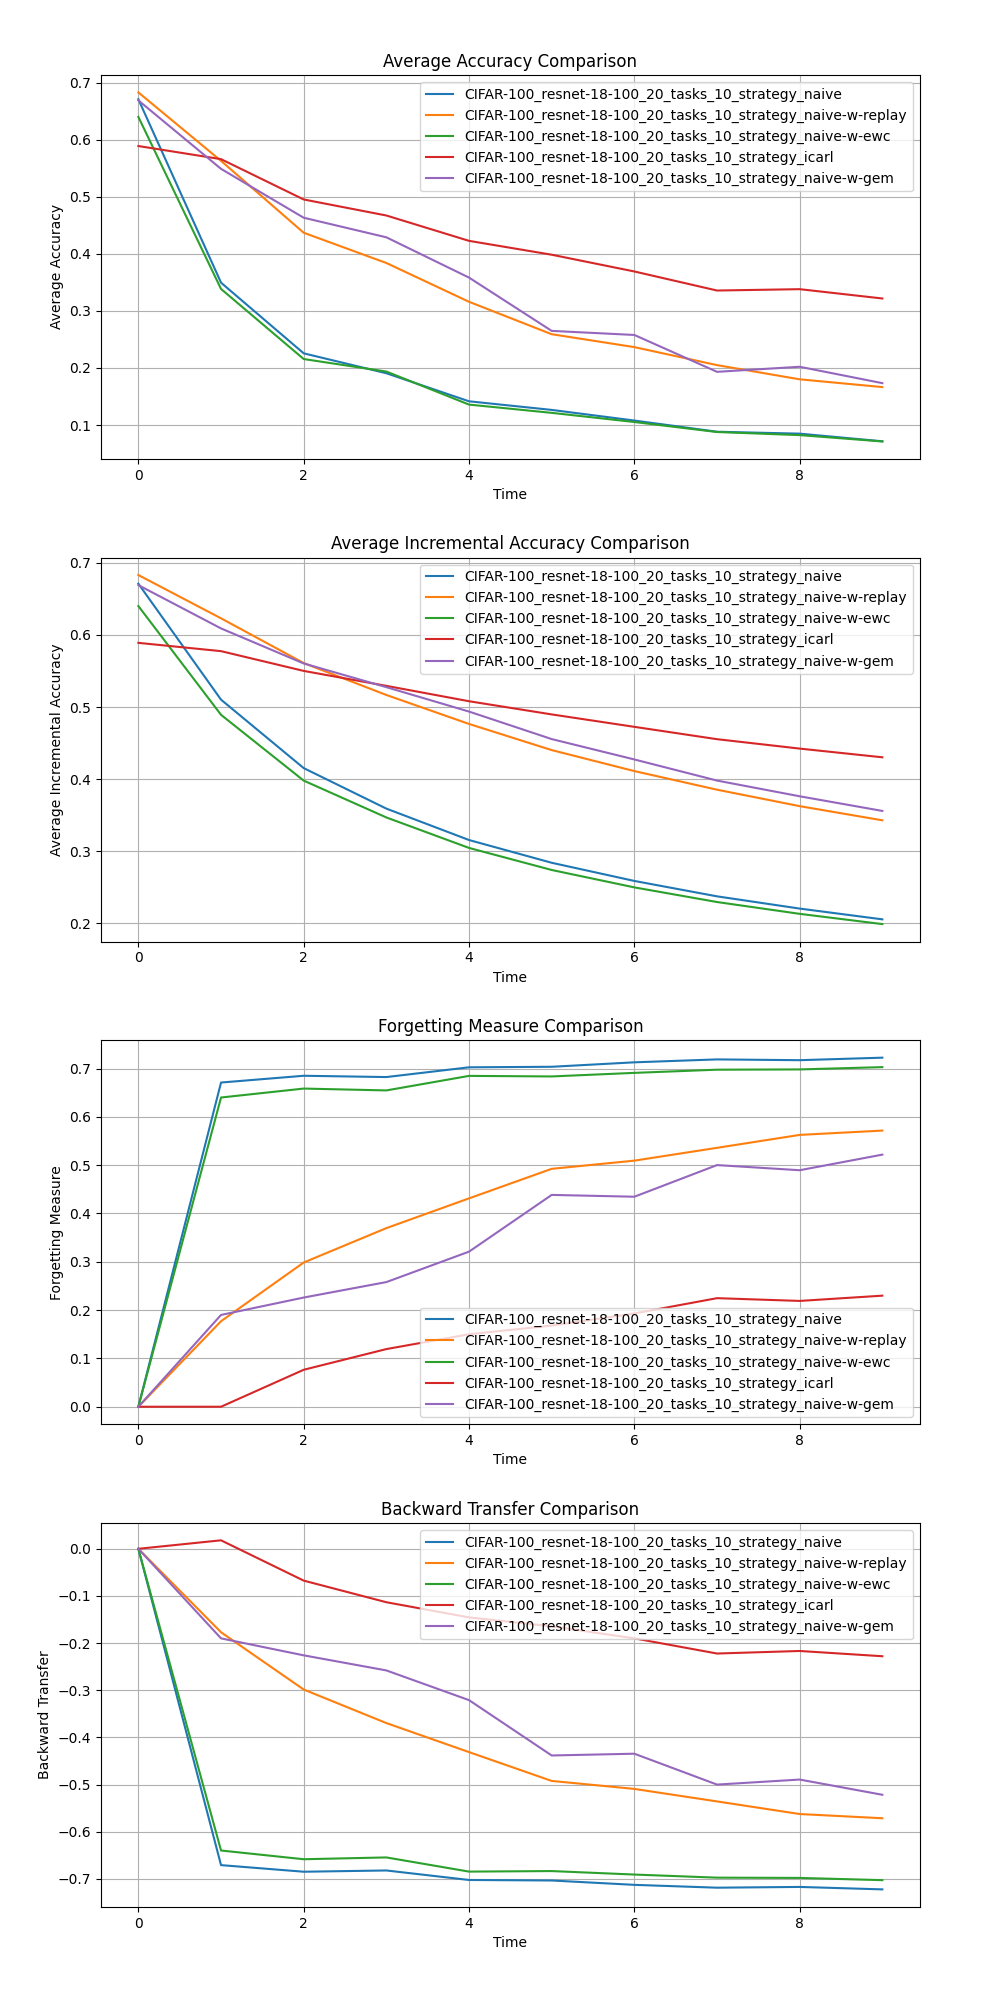 Average Accuracy Comparison
0.7
0.6
0.5
0.4
0.3
0.2
0.1
Average Accuracy
CIFAR-100_resnet-18-100_20_tasks_10_strategy_naive
CIFAR-100_resnet-18-100_20_tasks_10_strategy_naive-w-replay
CIFAR-100_resnet-18-100_20_tasks_10_strategy_naive-w-ewc
CIFAR-100_resnet-18-100_20_tasks_10_strategy_icarl
CIFAR-100_resnet-18-100_20_tasks_10_strategy_naive-w-gem
0 2 4 6 8
Time
Average Incremental Accuracy Comparison
0.7
0.6
0.5
0.4
0.3
0.2
Average Incremental Accuracy
CIFAR-100_resnet-18-100_20_tasks_10_strategy_naive
CIFAR-100_resnet-18-100_20_tasks_10_strategy_naive-w-replay
CIFAR-100_resnet-18-100_20_tasks_10_strategy_naive-w-ewc
CIFAR-100_resnet-18-100_20_tasks_10_strategy_icarl
CIFAR-100_resnet-18-100_20_tasks_10_strategy_naive-w-gem
0 2 4 6 8
Time
Forgetting Measure Comparison
0.7
0.6
0.5
0.4
0.3
0.2
0.1
0.0
Forgetting Measure
CIFAR-100_resnet-18-100_20_tasks_10_strategy_naive
CIFAR-100_resnet-18-100_20_tasks_10_strategy_naive-w-replay
CIFAR-100_resnet-18-100_20_tasks_10_strategy_naive-w-ewc
CIFAR-100_resnet-18-100_20_tasks_10_strategy_icarl
CIFAR-100_resnet-18-100_20_tasks_10_strategy_naive-w-gem
0 2 4 6 8
Time
Backward Transfer Comparison
0.0
−0.1
−0.2
−0.3
−0.4
−0.5
−0.6
−0.7
Backward Transfer
CIFAR-100_resnet-18-100_20_tasks_10_strategy_naive
CIFAR-100_resnet-18-100_20_tasks_10_strategy_naive-w-replay
CIFAR-100_resnet-18-100_20_tasks_10_strategy_naive-w-ewc
CIFAR-100_resnet-18-100_20_tasks_10_strategy_icarl
CIFAR-100_resnet-18-100_20_tasks_10_strategy_naive-w-gem
0 2 4 6 8
Time